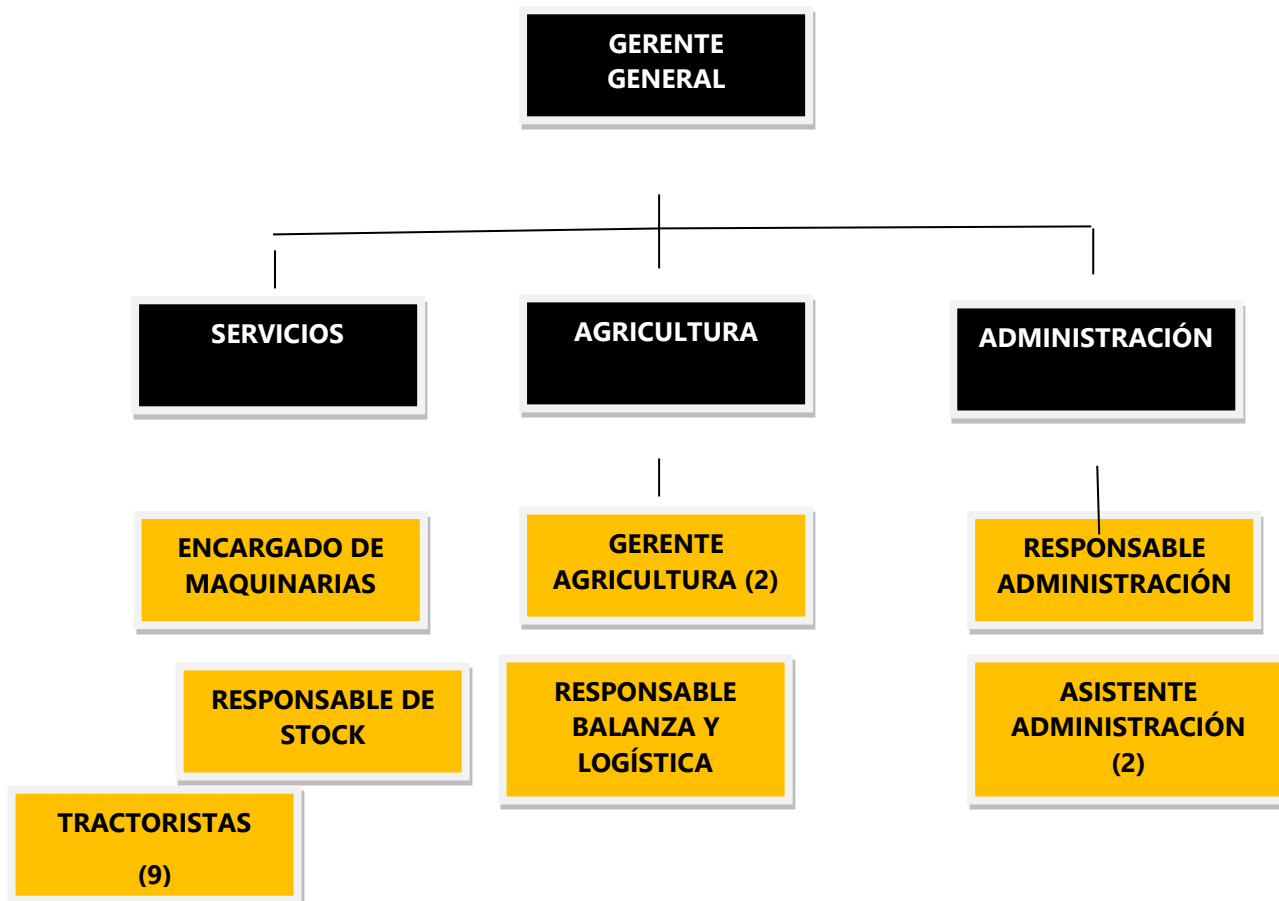 GERENTE
GENERAL
SERVICIOS
AGRICULTURA
ADMINISTRACIÓN
ENCARGADO DE
MAQUINARIAS
GERENTE
AGRICULTURA (2)
RESPONSABLE
ADMINISTRACIÓN
RESPONSABLE DE
STOCK
RESPONSABLE
BALANZA Y
LOGÍSTICA
ASISTENTE
ADMINISTRACIÓN
(2)
TRACTORISTAS
(9)